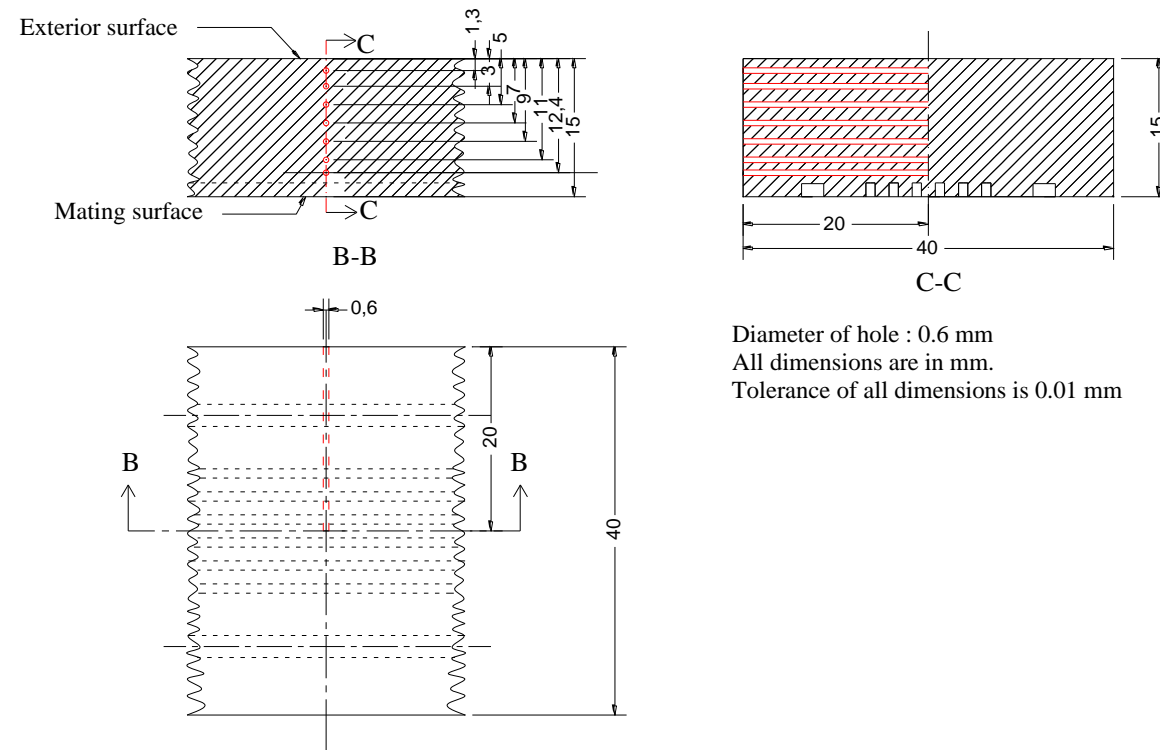 Exterior surface
C
1,3
5
3
7
9
11
12,4
15
Mating surface
C
B-B
15
20
40
C-C
0,6
Diameter of hole : 0.6 mm
All dimensions are in mm.
Tolerance of all dimensions is 0.01 mm
20
B
B
40